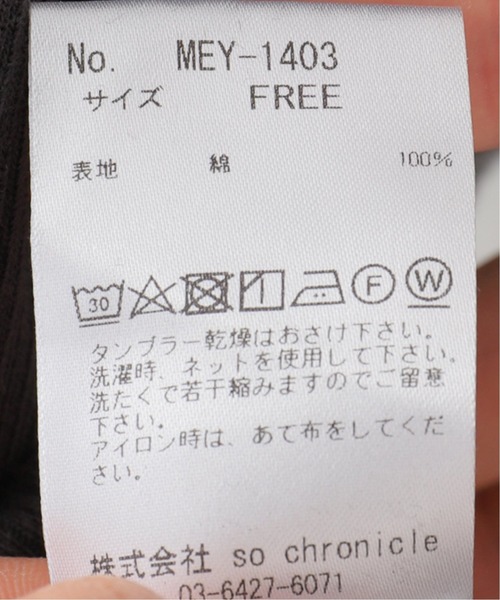 No. MEY-1403
サイズ FREE
表地 綿 100%
30 F W
タンブラー乾燥はおさけ下さい。
洗濯時、ネットを使用して下さい。
洗たくで若干縮みますのでご留意
下さい。
アイロン時は、あて布をしてくだ
さい。
株式会社 so chronicle
03-6427-6071